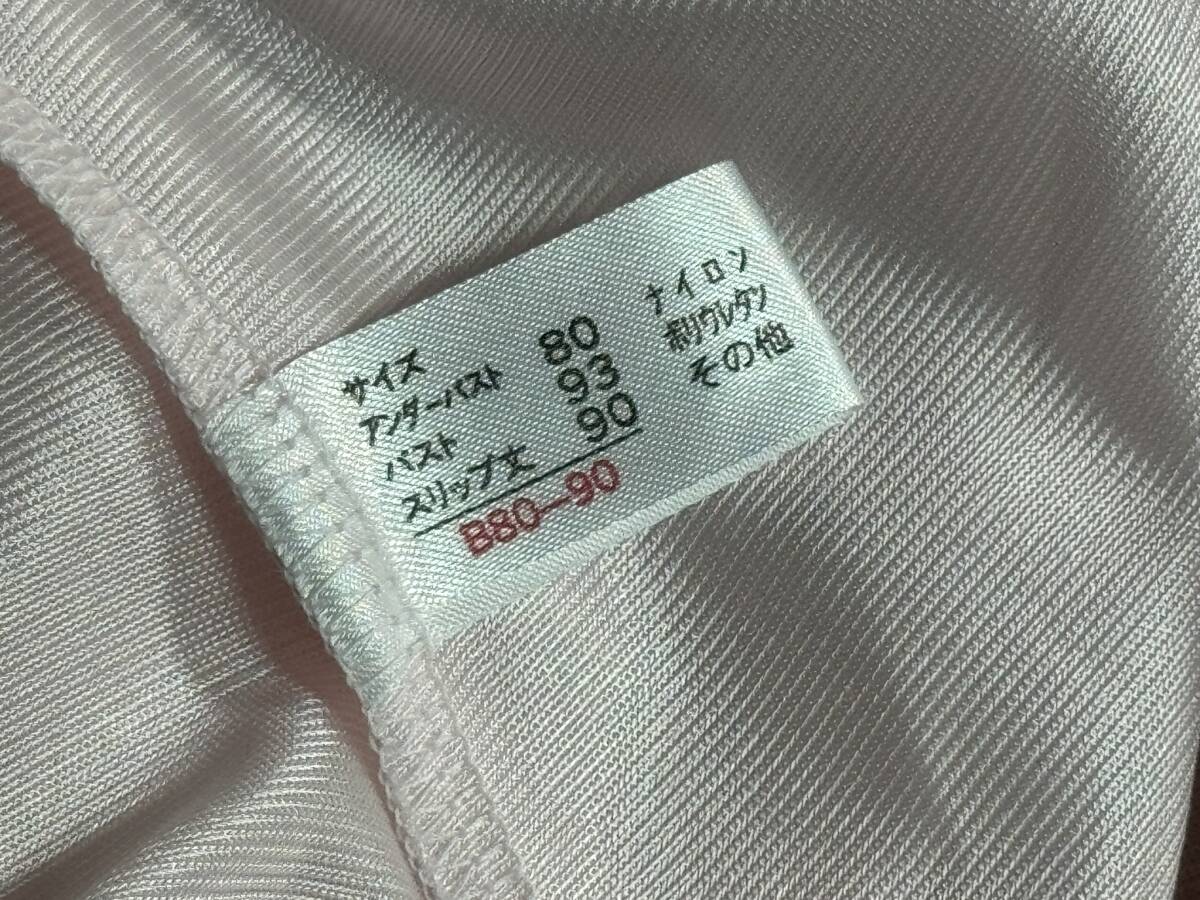 サイズ
アンダーバスト 80
バスト 93
スリップ丈 90
B80-90
ナイロン
ポリウレタン
その他